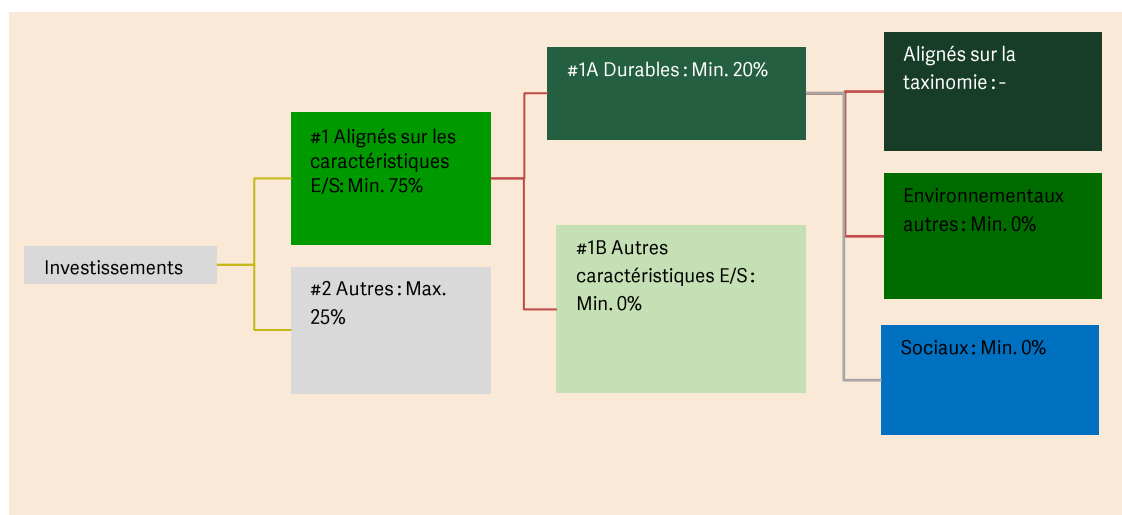 Investissements
#1 Alignés sur les
caractéristiques
E/S: Min. 75%
#2 Autres : Max.
25%
#1A Durables : Min. 20%
#1B Autres
caractéristiques E/S :
Min. 0%
Alignés sur la
taxinomie : -
Environnementaux
autres : Min. 0%
Sociaux : Min. 0%